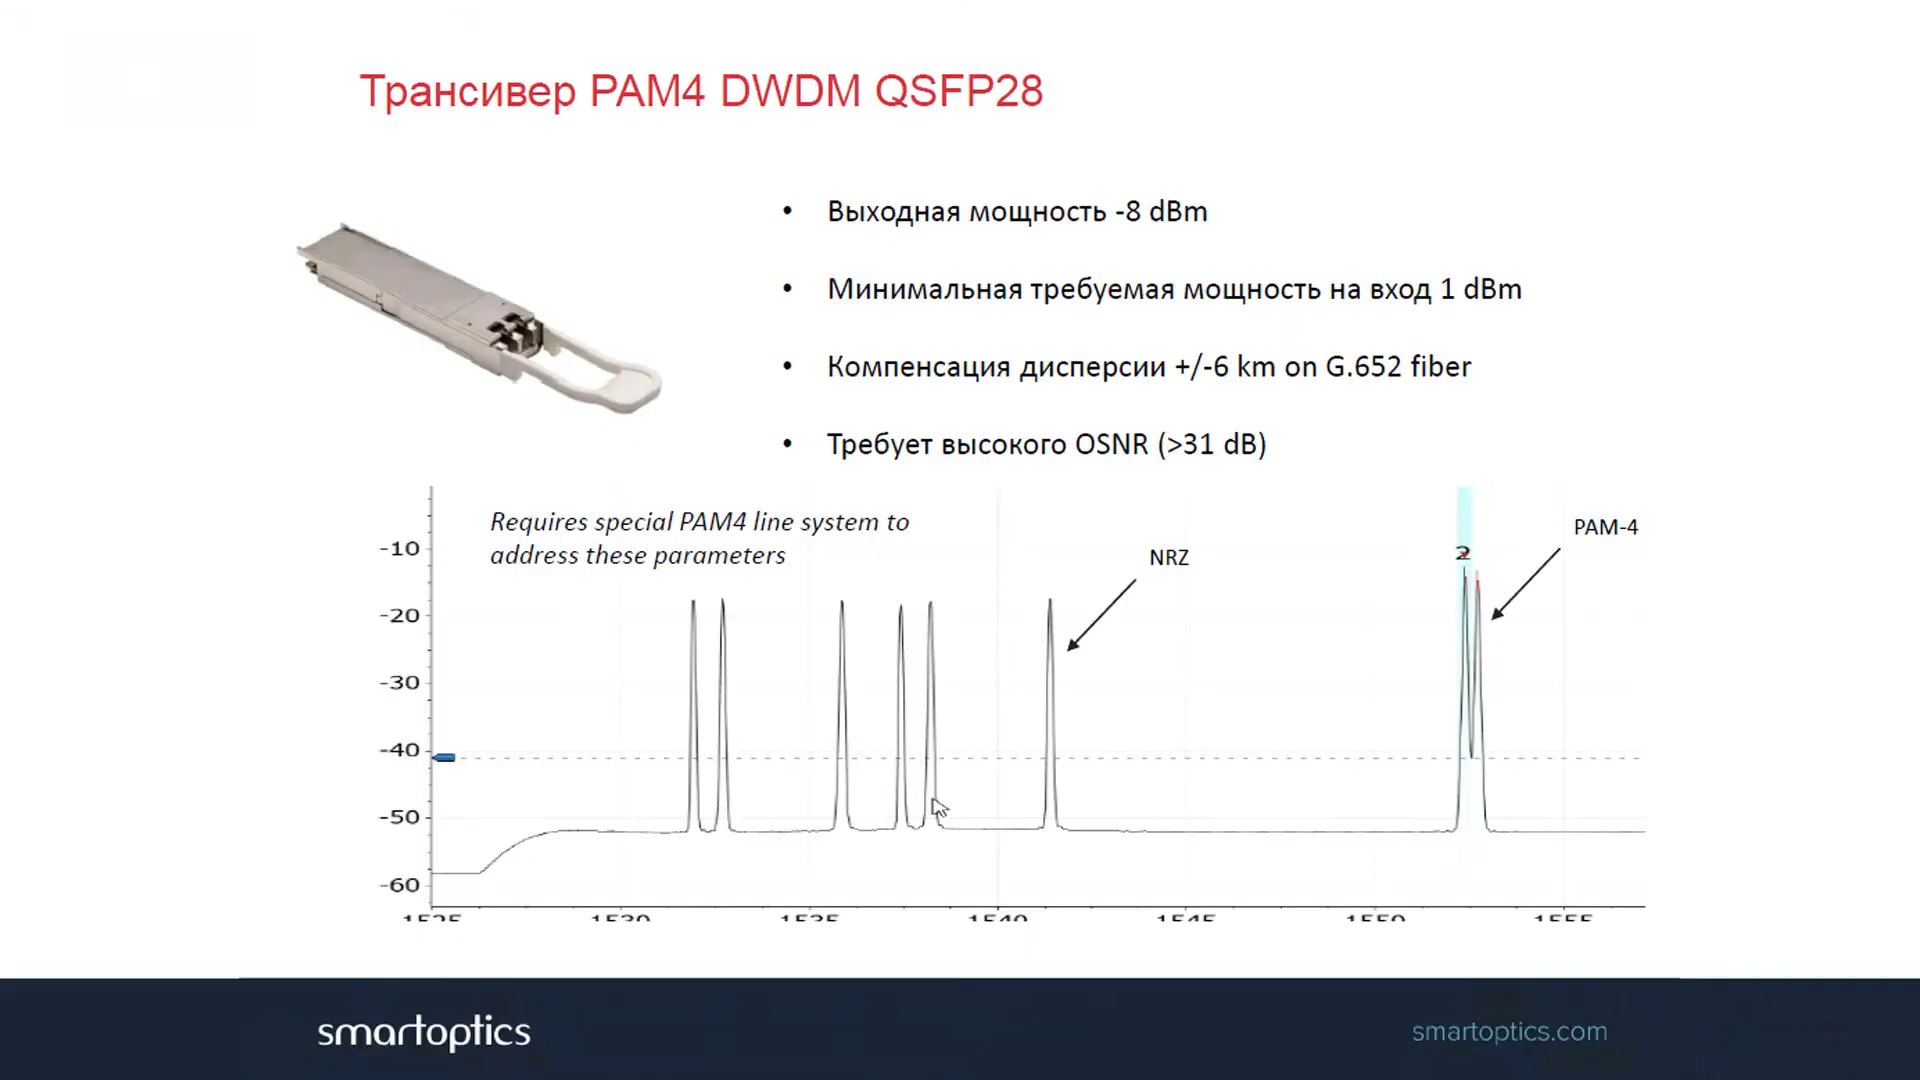 Трансивер PAM4 DWDM QSFP28
• Выходная мощность -8 dBm
• Минимальная требуемая мощность на вход 1 dBm
• Компенсация дисперсии +/-6 km on G.652 fiber
• Требует высокого OSNR (>31 dB)
Requires special PAM4 line system to
address these parameters
NRZ
PAM-4
2
-10
-20
-30
-40
-50
-60
1525 1530 1535 1540 1545 1550 1555
smartoptics
smartoptics.com